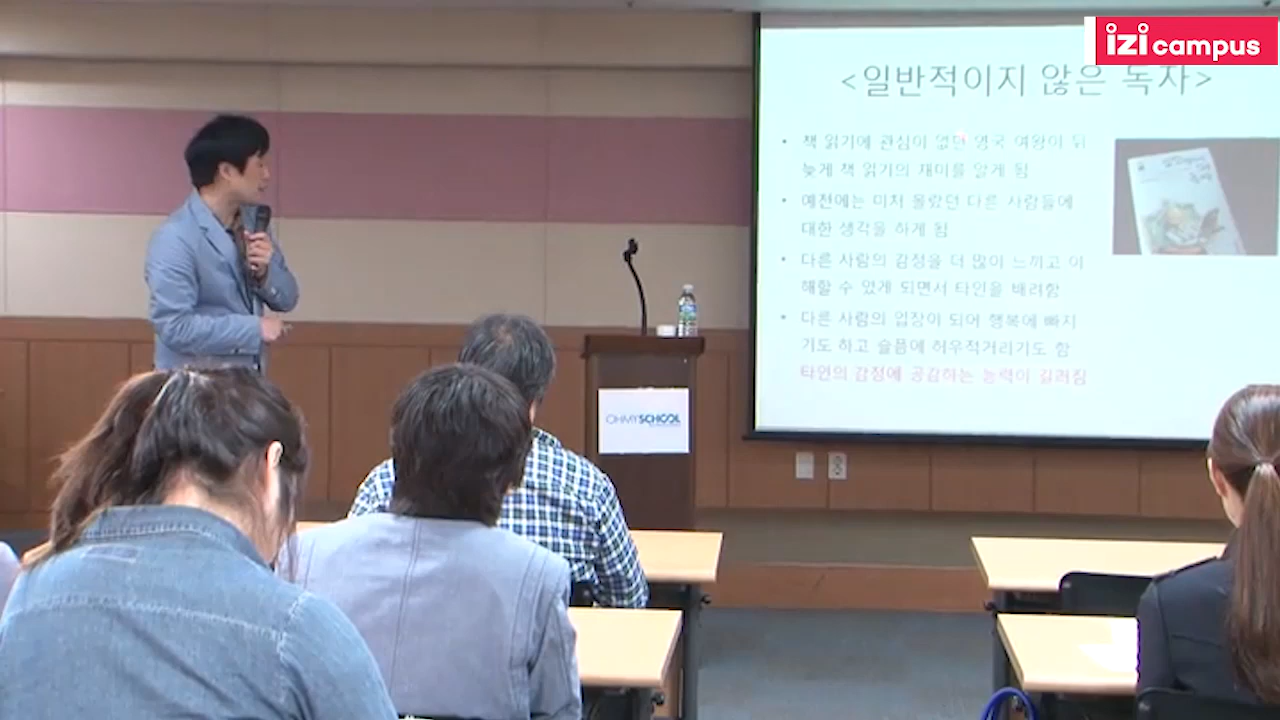 izi campus
<일반적이지 않은 독자>
• 책 읽기에 관심이 없던 영국 여왕이 뒤
늦게 책 읽기의 재미를 알게 됨
• 예전에는 미처 몰랐던 다른 사람들에
대한 생각을 하게 됨
• 다른 사람의 감정을 더 많이 느끼고 이
해할 수 있게 되면서 타인을 배려함
• 다른 사람의 입장이 되어 행복에 빠지
기도 하고 슬픔에 허우적거리기도 함
타인의 감정에 공감하는 능력이 길러짐
OHMYSCHOOL